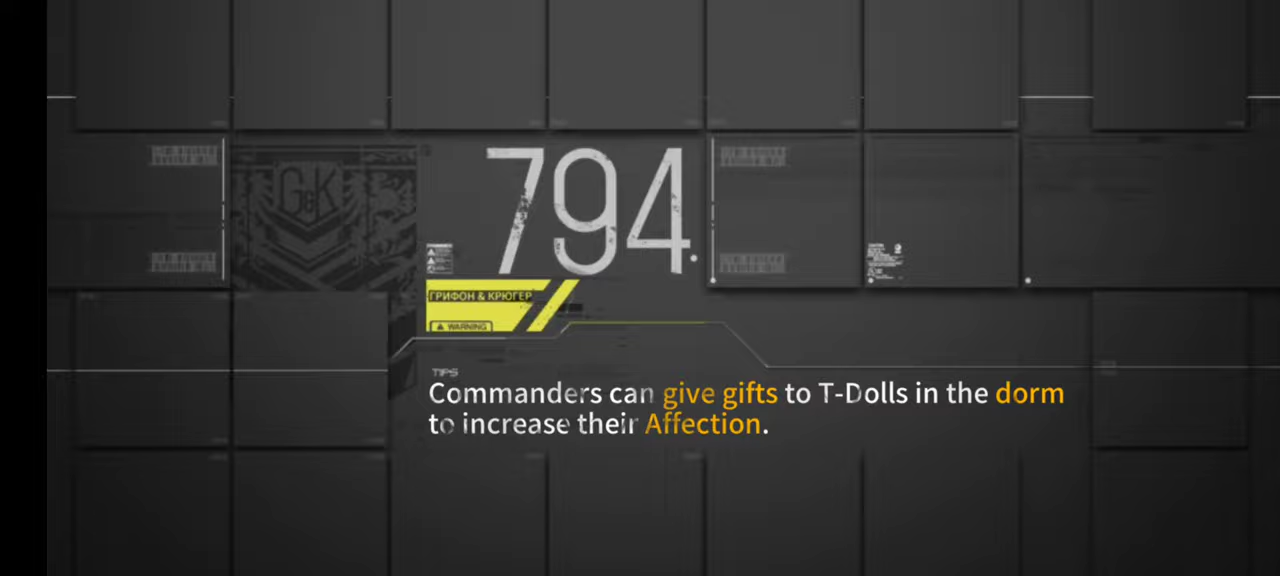 G&K
794.
ГРИФОН & КРЮГЕР
WARNING
TIPS
Commanders can give gifts to T-Dolls in the dorm
to increase their Affection.